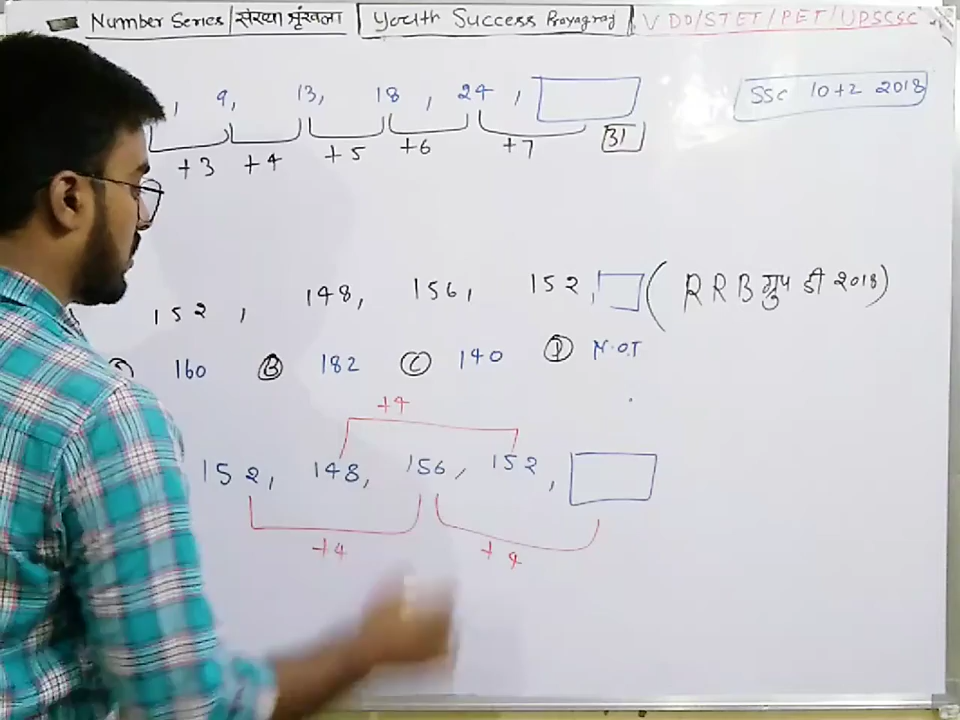 Number Series/संख्या श्रृंखला Youth Success Prayagraj VDO/STET/PET/UPSSSC
, 9, 13, 18, 24, SSC 10+2 2018
+3 +4 +5 +6 +7 31
152, 148, 156, 152, (RRB ग्रुप डी 2018)
160 Ⓑ 182 Ⓒ 140 Ⓓ N.O.T
+4
152, 148, 156, 152,
+4 +4